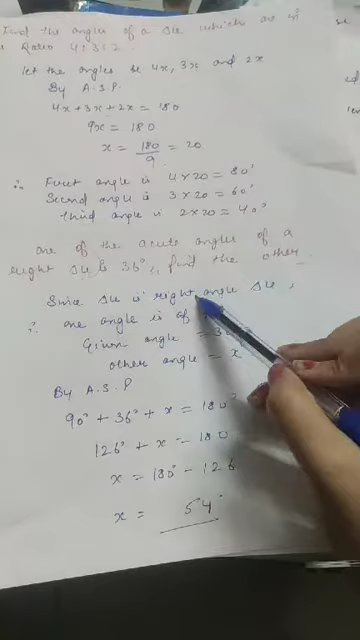 Find the angles of a Δle which are in
Ratio 4:3:2
let the angles be 4x, 3x and 2x
By A.S.P.
4x+3x+2x = 180
9x = 180
x = 180/9 = 20
∴ First angle is 4×20 = 80°
Second angle is 3×20 = 60°
third angle is 2×20 = 40°
one of the acute angles of a
right Δle is 36°, find the other
Since Δle is right angle Δle,
∴ one angle is of
Given angle = 36°
other angle = x
By A.S.P
90° + 36° + x = 180°
126° + x = 180
x = 180° - 126
x = 54°